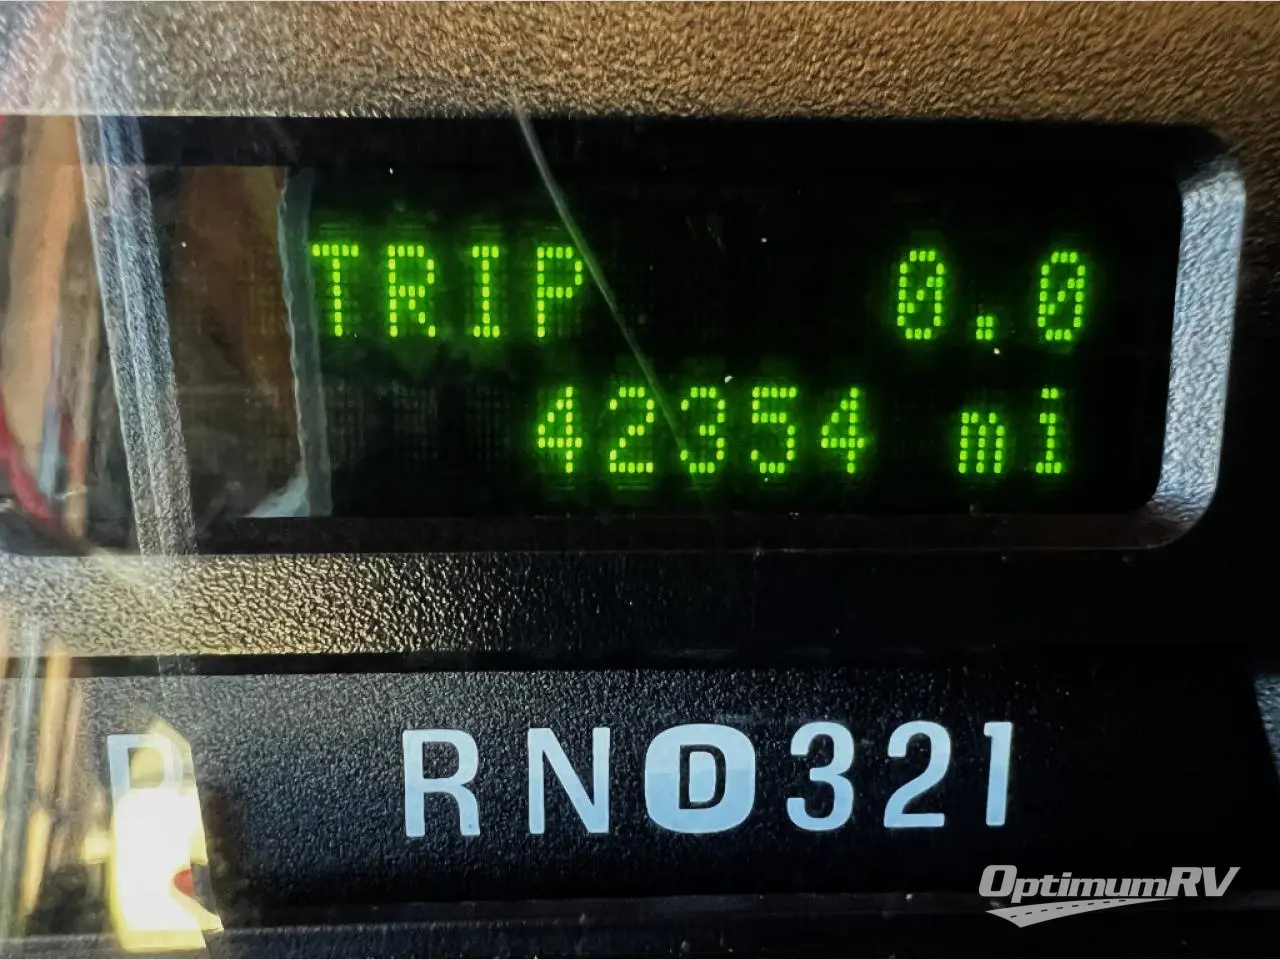 TRIP 0.0
42354 mi
P RND321
OptimumRV